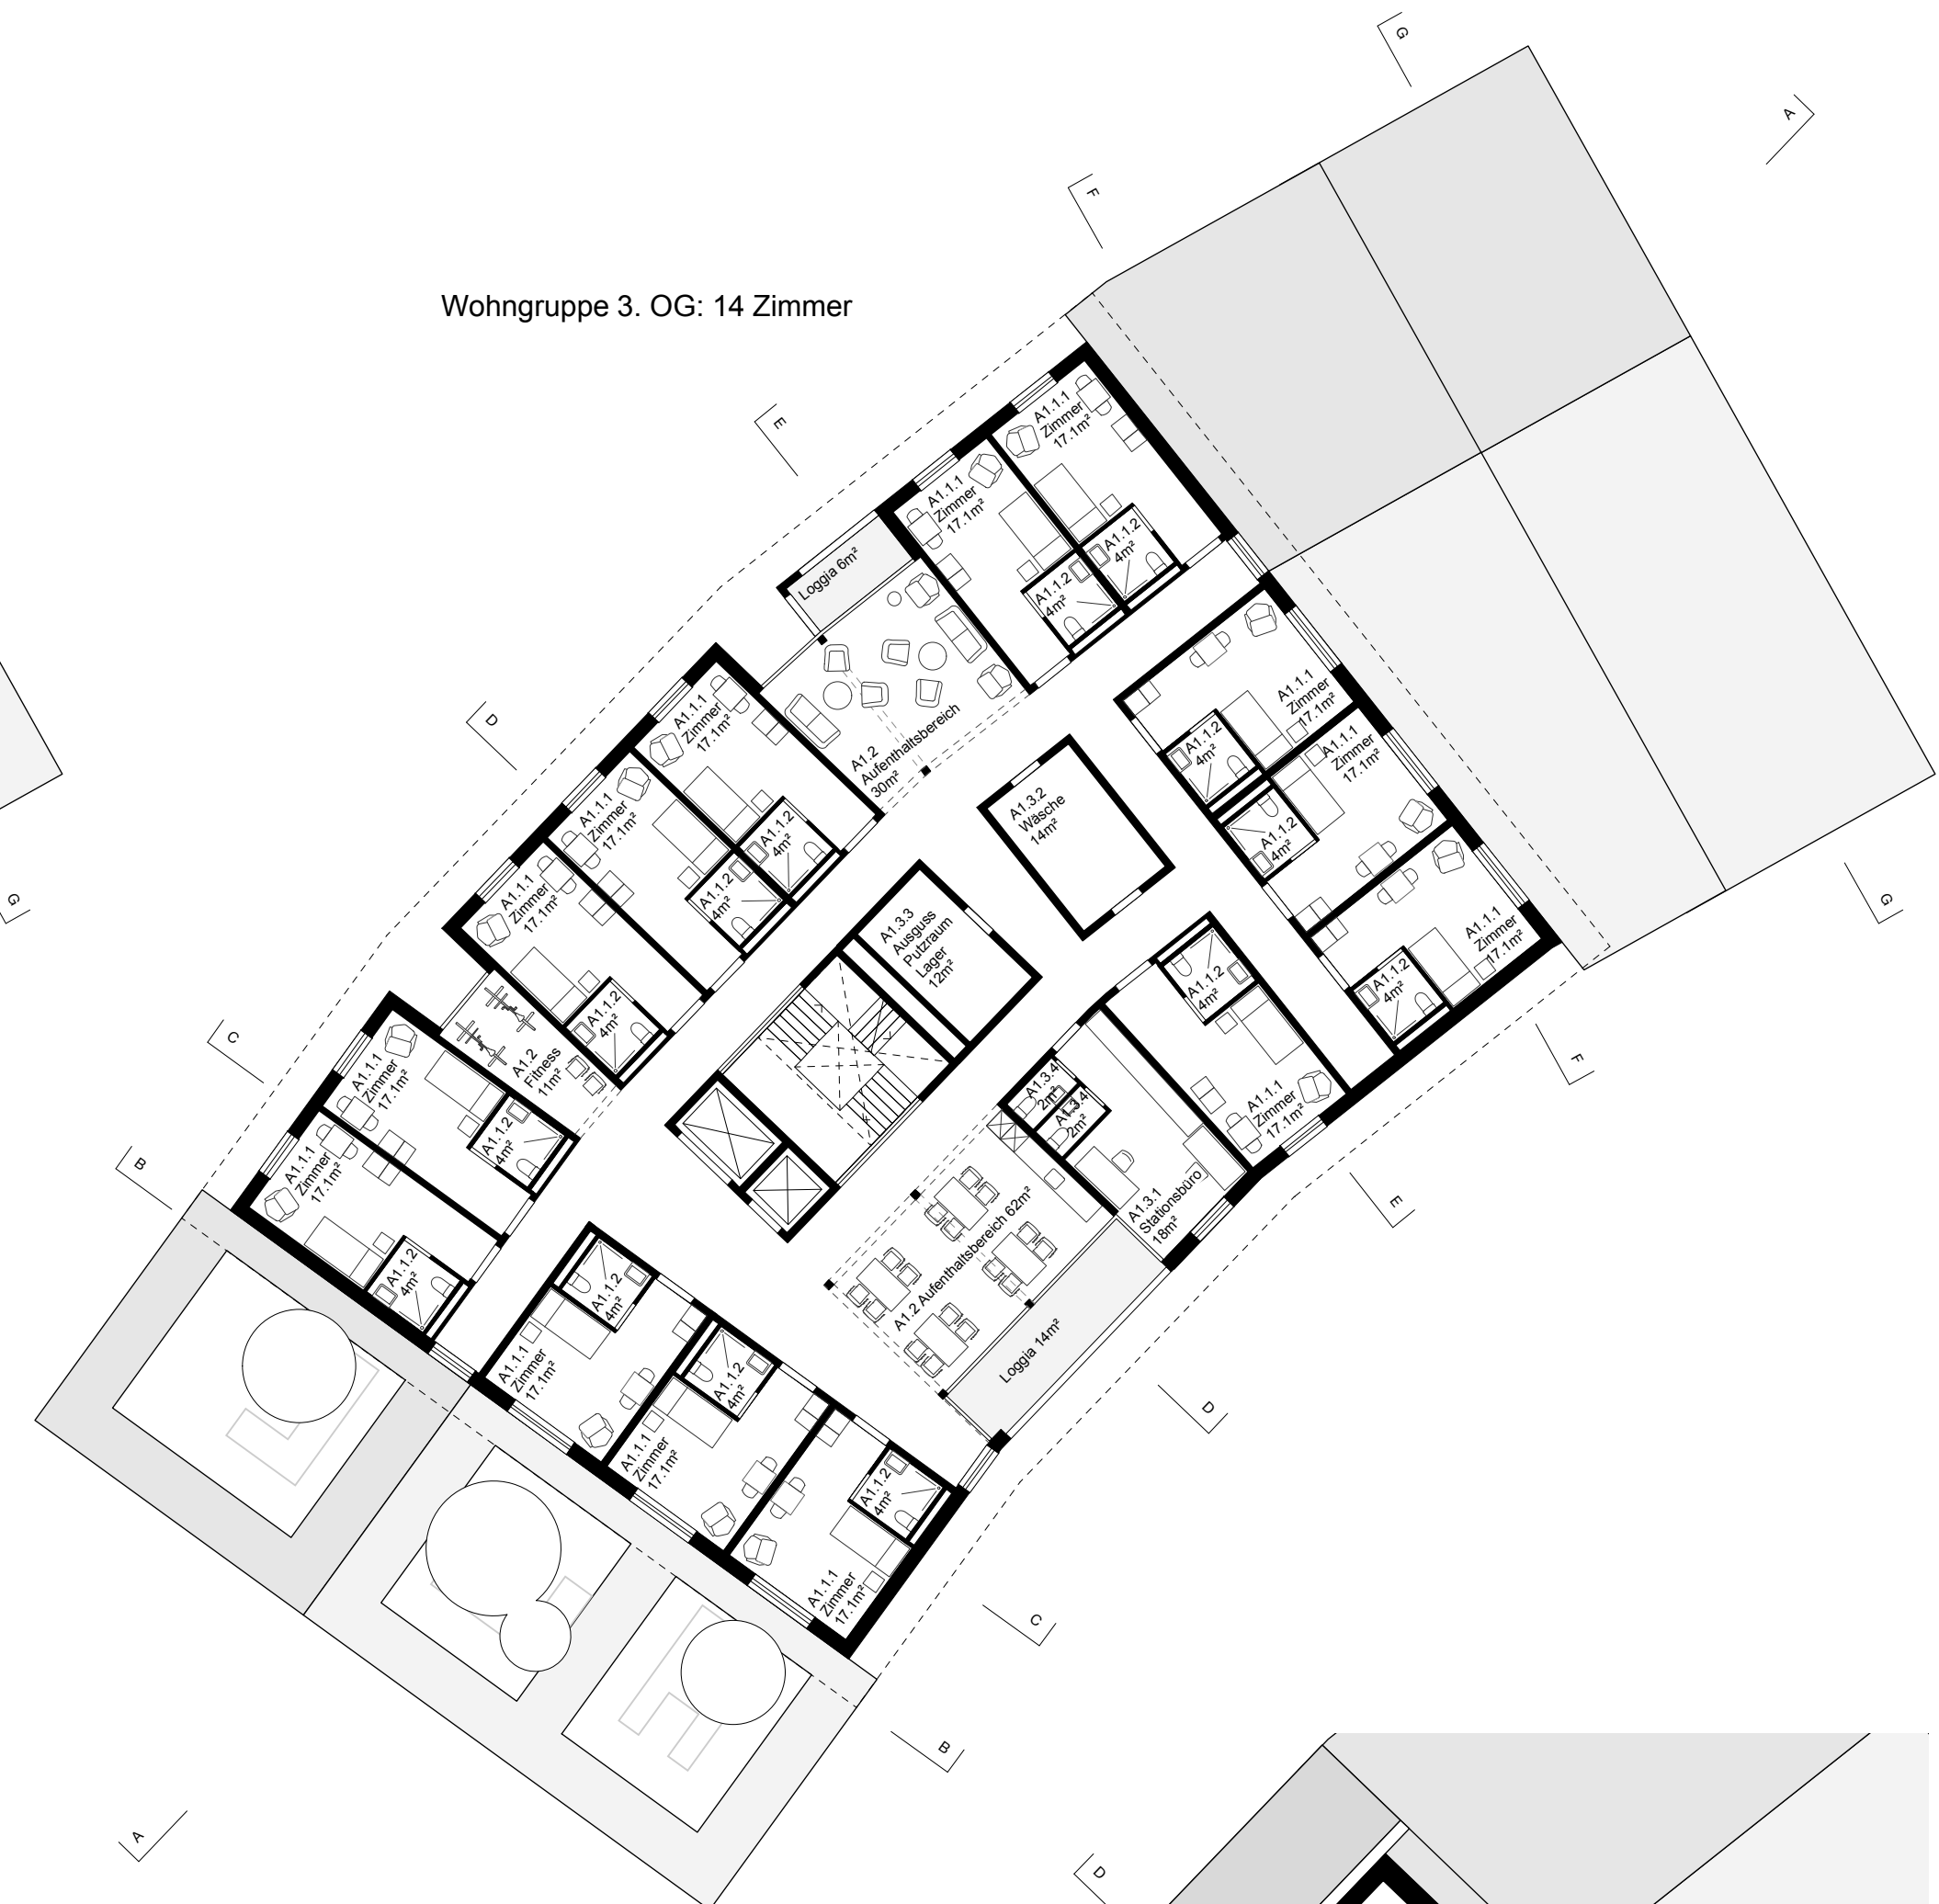 G
A
F
Wohngruppe 3. OG: 14 Zimmer
E
A1.1.1
Zimmer
17.1m²
A1.1.1
Zimmer
17.1m²
A1.1.2
4m²
A1.1.2
4m²
Loggia 6m²
A1.2
Aufenthaltsbereich
30m²
D
A1.1.1
Zimmer
17.1m²
A1.1.1
Zimmer
17.1m²
A1.1.1
Zimmer
17.1m²
A1.1.2
4m²
A1.1.2
4m²
A1.1.2
4m²
A1.1.1
Zimmer
17.1m²
A1.1.1
Zimmer
17.1m²
A1.1.1
Zimmer
17.1m²
A1.1.2
4m²
A1.1.2
4m²
A1.1.2
4m²
A1.3.2
Wäsche
14m²
A1.3.3
Ausguss
Putzraum
Lager
12m²
G
G
C
A1.2
Fitness
11m²
A1.1.1
Zimmer
17.1m²
A1.1.2
4m²
A1.1.1
Zimmer
17.1m²
A1.1.2
4m²
A1.1.2
4m²
A1.1.1
Zimmer
17.1m²
A1.3.4
2m²
A1.3.4
2m²
A1.3.1
Stationsbüro
18m²
F
B
E
A1.2 Aufenthaltsbereich 62m²
Loggia 14m²
A1.1.2
4m²
A1.1.1
Zimmer
17.1m²
A1.1.2
4m²
A1.1.1
Zimmer
17.1m²
A1.1.2
4m²
A1.1.1
Zimmer
17.1m²
D
C
B
A
D